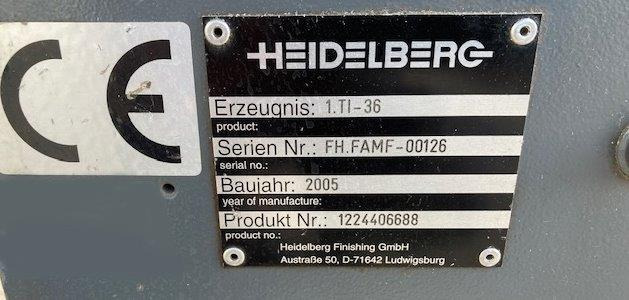 CE
HEIDELBERG
Erzeugnis: 1.TI-36
product:
Serien Nr.: FH.FAMF-00126
serial no.:
Baujahr: 2005
year of manufacture:
Produkt Nr.: 1224406688
product no.:
Heidelberg Finishing GmbH
Austraße 50, D-71642 Ludwigsburg